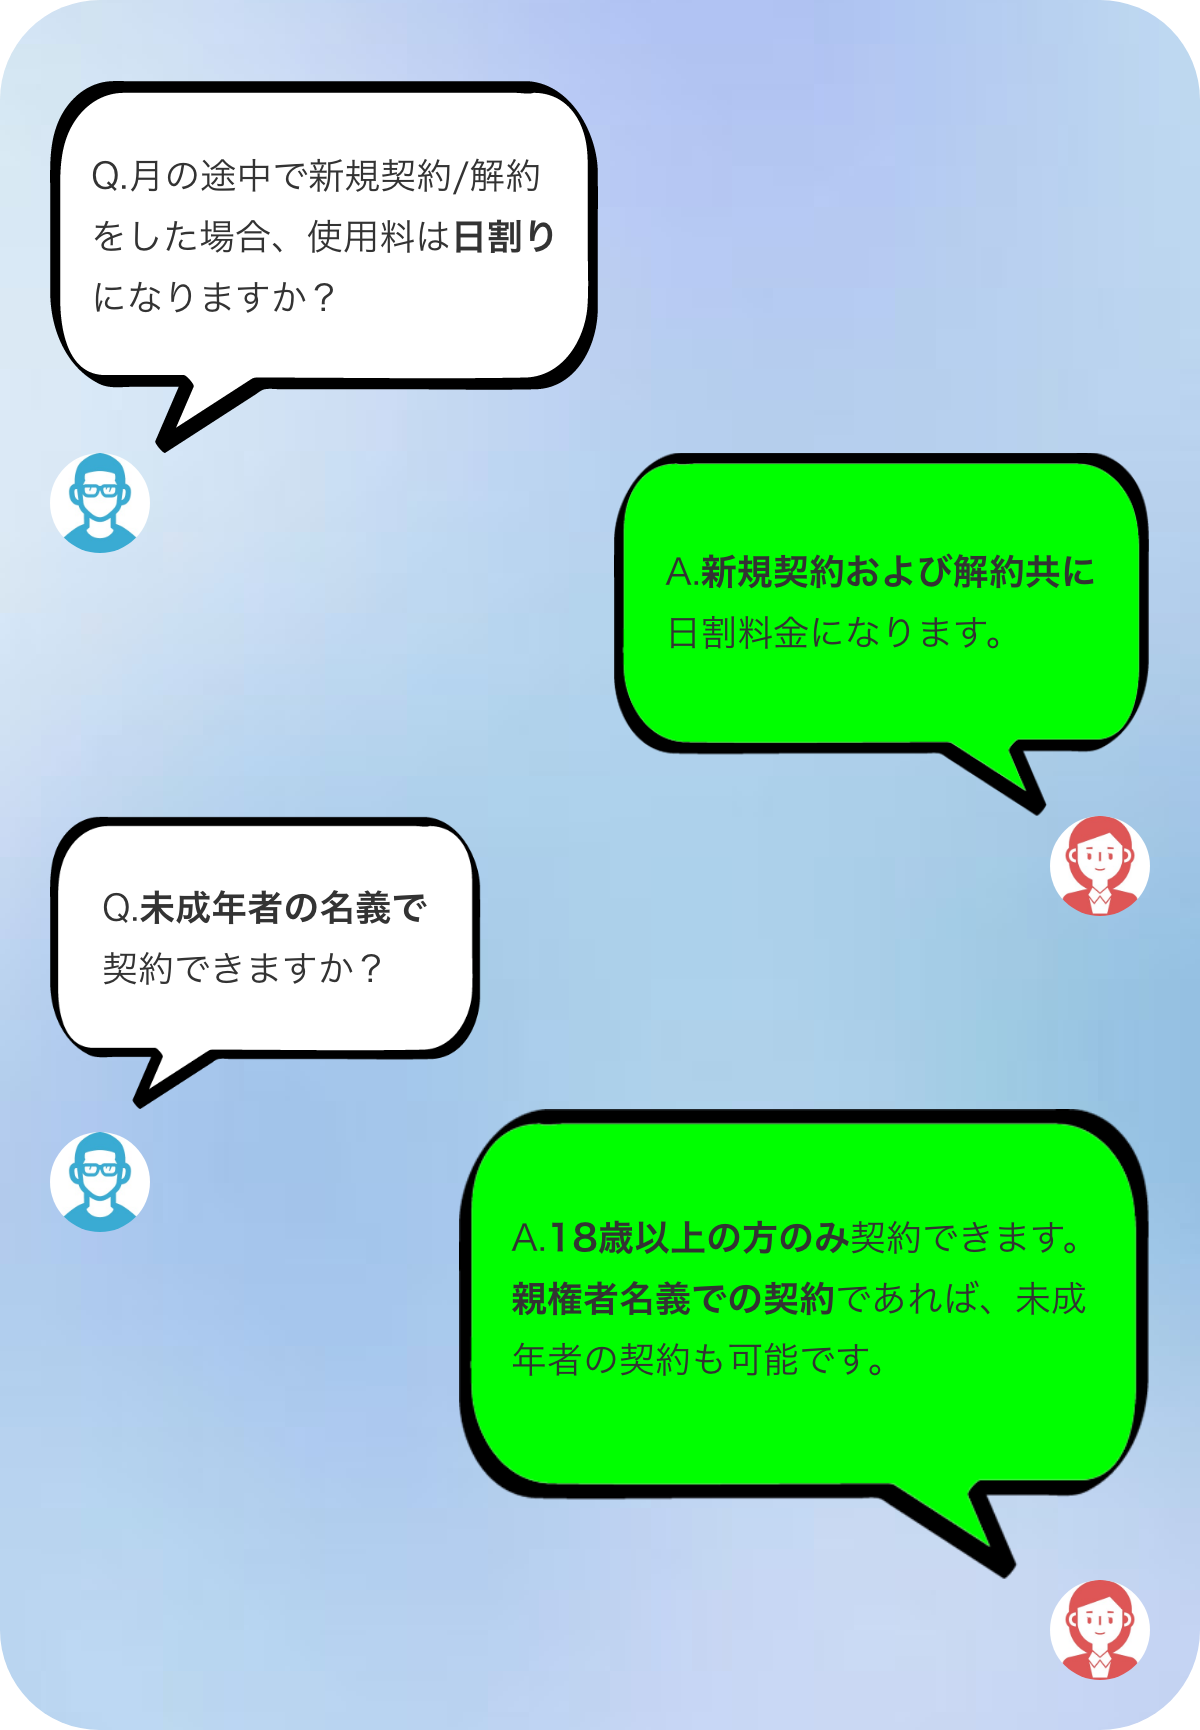 Q.月の途中で新規契約/解約
をした場合、使用料は日割り
になりますか？
A.新規契約および解約共に
日割料金になります。
Q.未成年者の名義で
契約できますか？
A.18歳以上の方のみ契約できます。
親権者名義での契約であれば、未成
年者の契約も可能です。